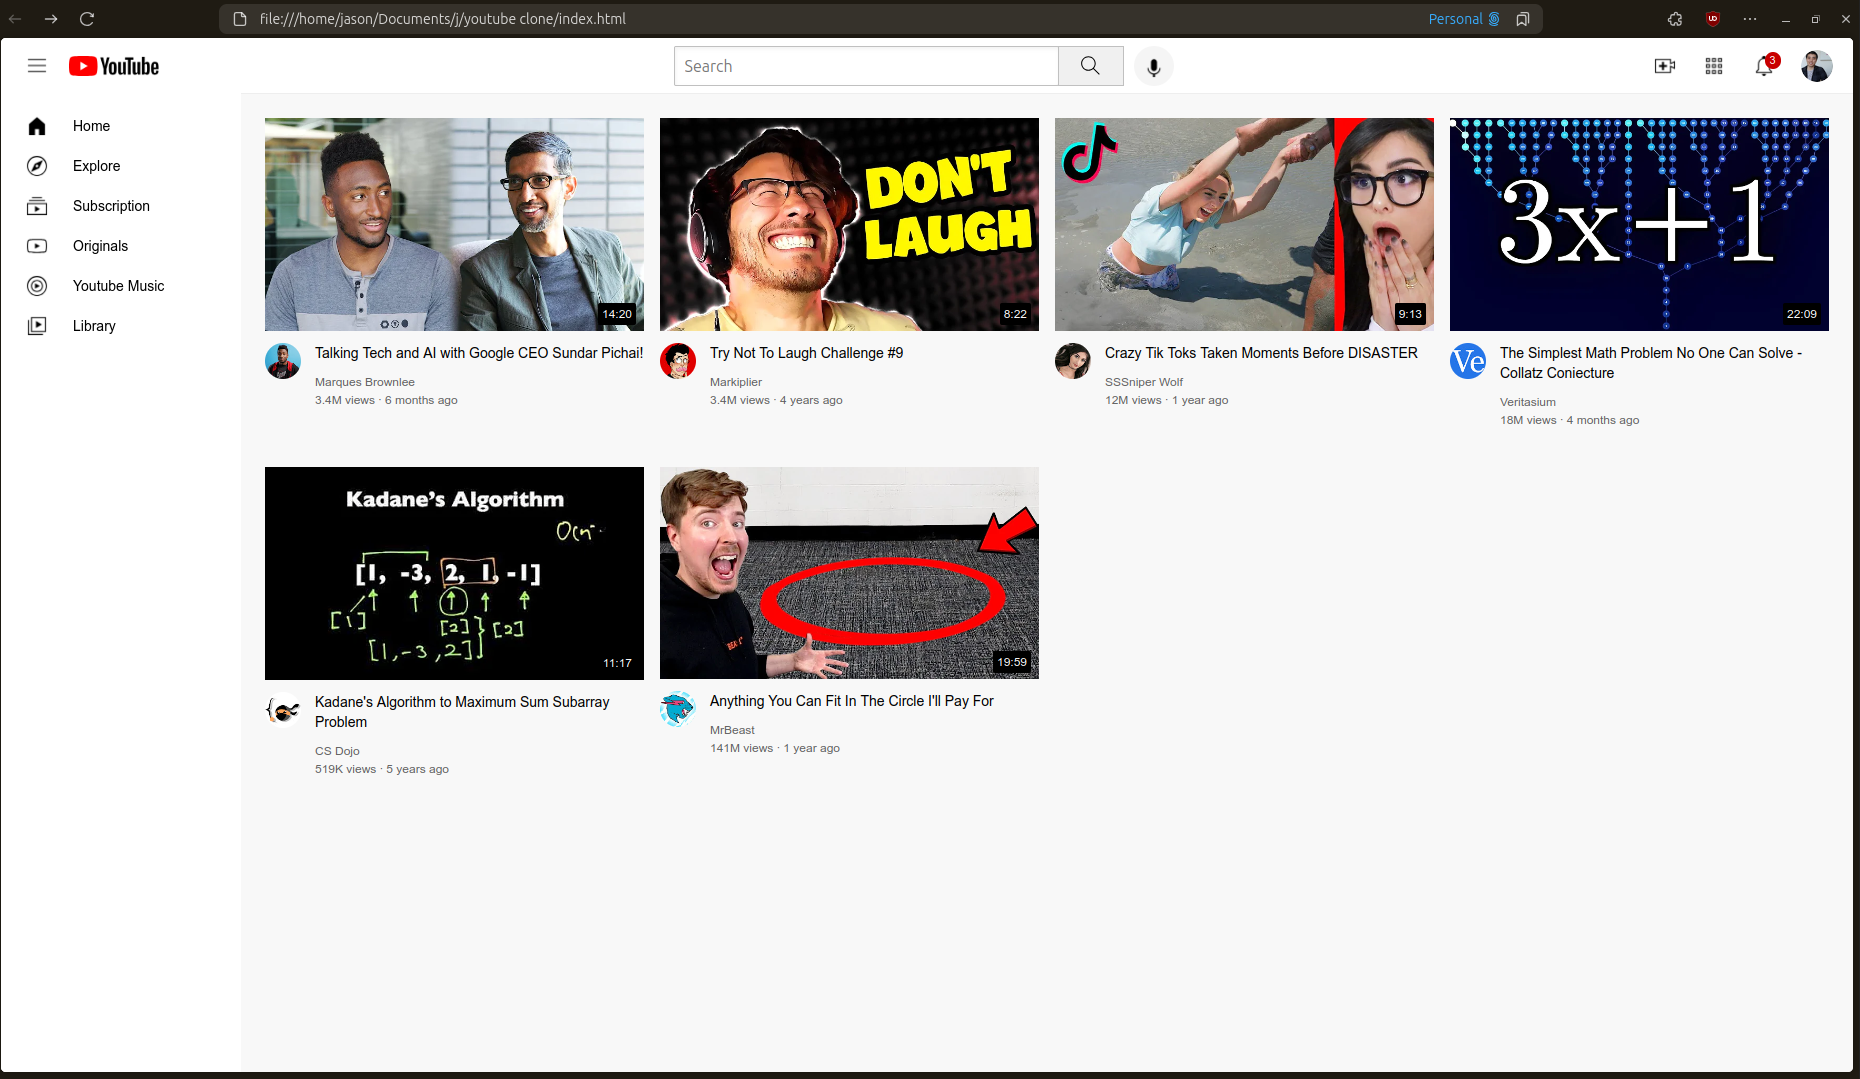 file:///home/jason/Documents/j/youtube clone/index.html
Personal
YouTube
Search
3
Home
Explore
Subscription
Originals
Youtube Music
Library
14:20
Talking Tech and AI with Google CEO Sundar Pichai!
Marques Brownlee
3.4M views · 6 months ago
DON'T
LAUGH
8:22
Try Not To Laugh Challenge #9
Markiplier
3.4M views · 4 years ago
9:13
Crazy Tik Toks Taken Moments Before DISASTER
SSSniper Wolf
12M views · 1 year ago
3x+1
22:09
Ve
The Simplest Math Problem No One Can Solve -
Collatz Coniecture
Veritasium
18M views · 4 months ago
Kadane's Algorithm
[1, -3, 2, 1, -1]
[1]
[2]
[2]
[1,-3,2]
11:17
Kadane's Algorithm to Maximum Sum Subarray
Problem
CS Dojo
519K views · 5 years ago
19:59
Anything You Can Fit In The Circle I'll Pay For
MrBeast
141M views · 1 year ago